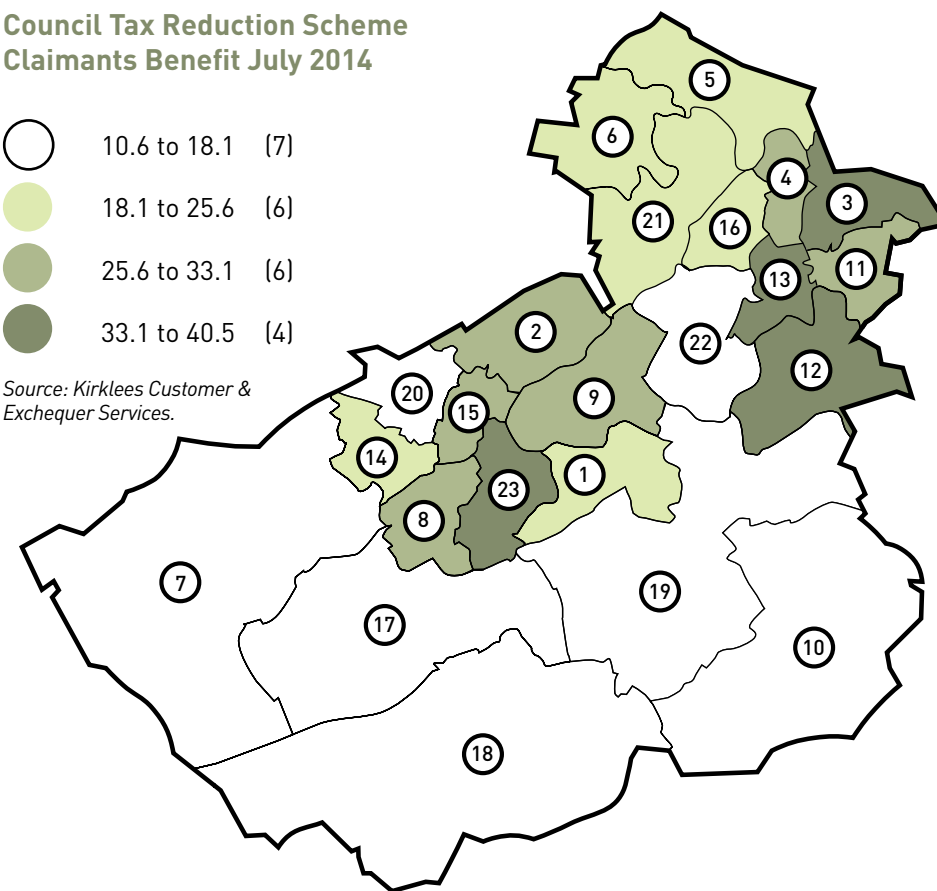 Council Tax Reduction Scheme
Claimants Benefit July 2014
10.6 to 18.1 (7)
18.1 to 25.6 (6)
25.6 to 33.1 (6)
33.1 to 40.5 (4)
Source: Kirklees Customer &
Exchequer Services.
5
6
4
3
21
16
11
13
2
22
12
20
9
15
14
1
23
8
7
19
17
10
18